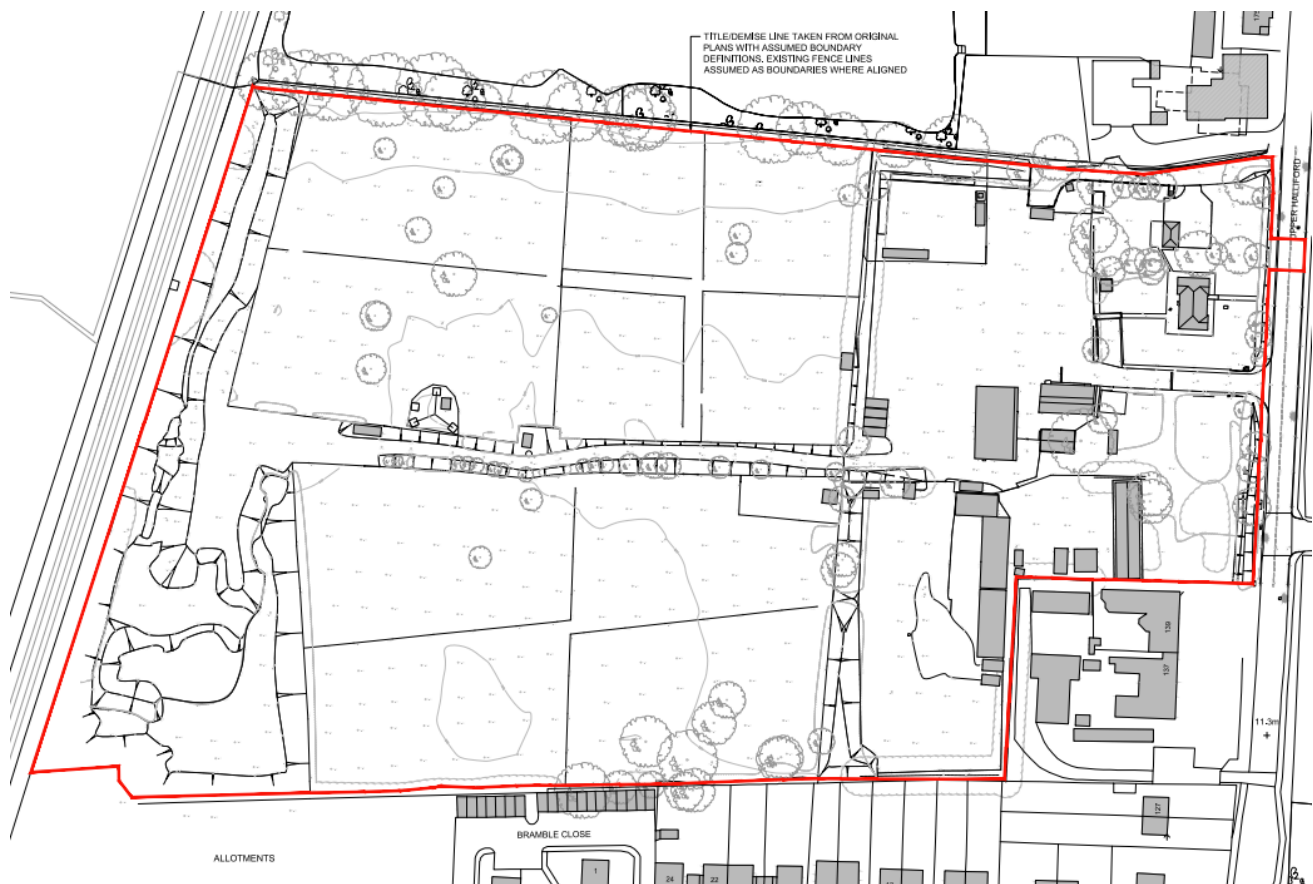 175
TITLE/DEMISE LINE TAKEN FROM ORIGINAL
PLANS WITH ASSUMED BOUNDARY
DEFINITIONS. EXISTING FENCE LINES
ASSUMED AS BOUNDARIES WHERE ALIGNED
UPPER HALLIFORD
139
137
11.3m
127
BRAMBLE CLOSE
ALLOTMENTS
1
24
22